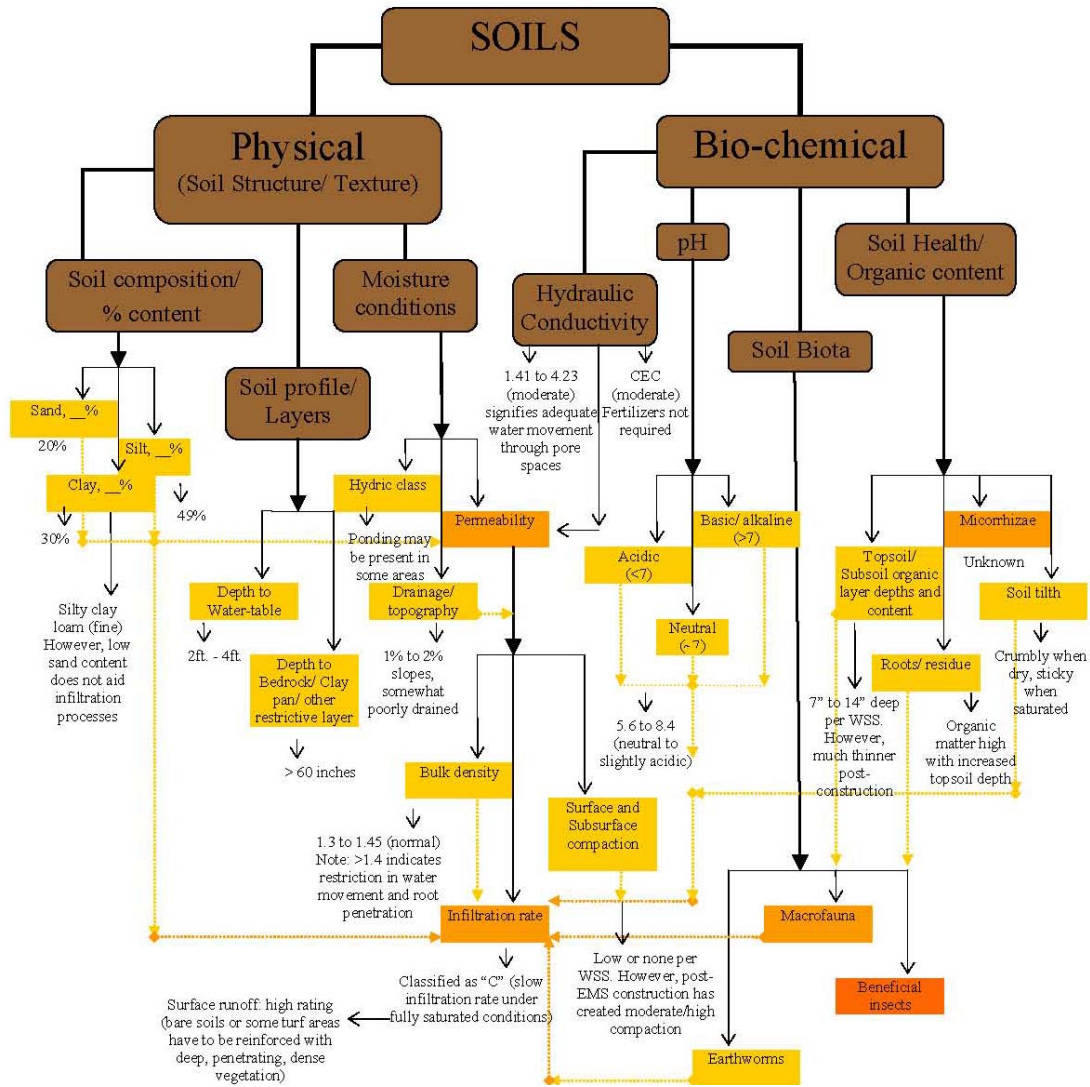 SOILS
Physical
(Soil Structure/ Texture)
Bio-chemical
Soil composition/
% content
Moisture
conditions
Soil profile/
Layers
Hydraulic
Conductivity
pH
Soil Biota
Soil Health/
Organic content
Sand, __%
20%
Silt, __%
49%
Clay, __%
30%
Silty clay
loam (fine)
However, low
sand content
does not aid
infiltration
processes
Depth to
Water-table
2ft. - 4ft.
Depth to
Bedrock/ Clay
pan/ other
restrictive layer
> 60 inches
Hydric class
Ponding may
be present in
some areas
Permeability
Drainage/
topography
1% to 2%
slopes,
somewhat
poorly drained
1.41 to 4.23
(moderate)
signifies adequate
water movement
through pore
spaces
CEC
(moderate)
Fertilizers not
required
Acidic
(<7)
Basic/ alkaline
(>7)
Neutral
(~7)
5.6 to 8.4
(neutral to
slightly acidic)
Topsoil/
Subsoil organic
layer depths and
content
7” to 14” deep
per WSS.
However,
much thinner
post-
construction
Micorrhizae
Unknown
Soil tilth
Crumbly when
dry, sticky
when
saturated
Roots/ residue
Organic
matter high
with increased
topsoil depth
Bulk density
1.3 to 1.45 (normal)
Note: >1.4 indicates
restriction in water
movement and root
penetration
Surface and
Subsurface
compaction
Low or none per
WSS. However, post-
EMS construction has
created moderate/high
compaction
Infiltration rate
Classified as “C” (slow
infiltration rate under
fully saturated conditions)
Surface runoff: high rating
(bare soils or some turf areas
have to be reinforced with
deep, penetrating, dense
vegetation)
Macrofauna
Beneficial
insects
Earthworms